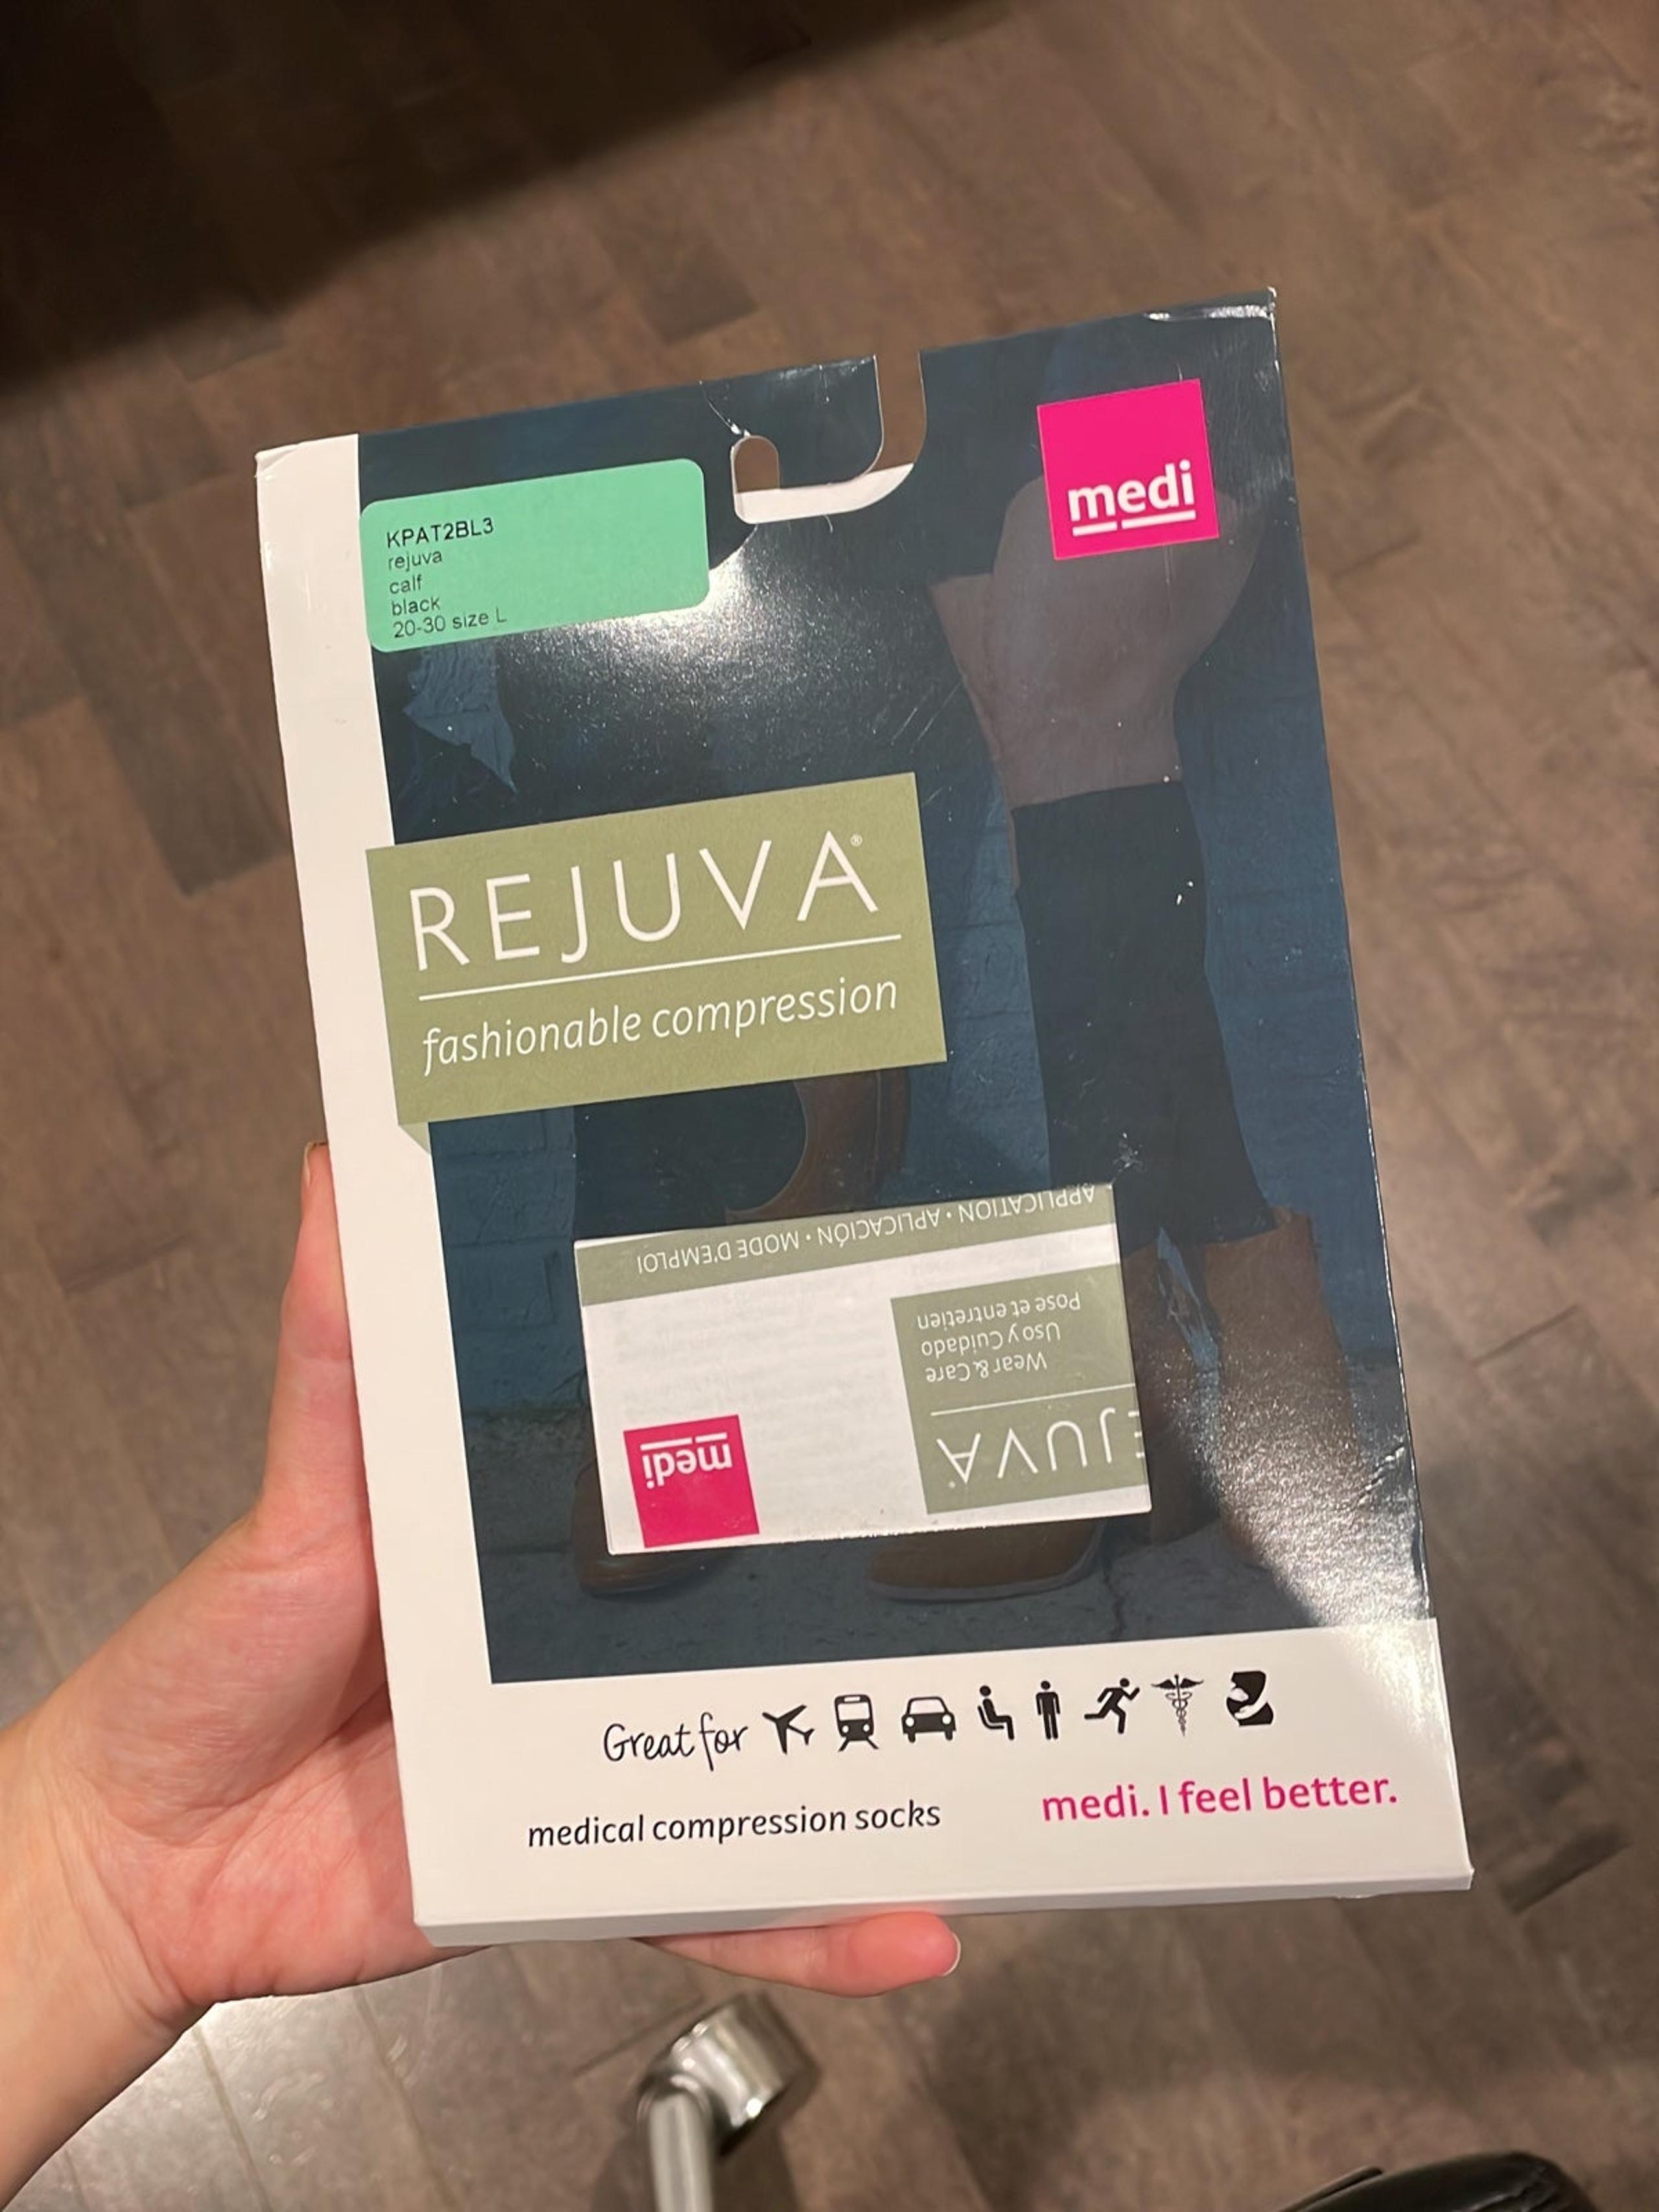 KPAT2BL3
rejuva
calf
black
20-30 size L
medi
REJUVA®
fashionable compression
APPLICATION • APLICACIÓN • MODE D'EMPLOI
Pose et entretien
Uso y Cuidado
Wear & Care
EJUVA®
medi
Great for
medical compression socks
medi. I feel better.